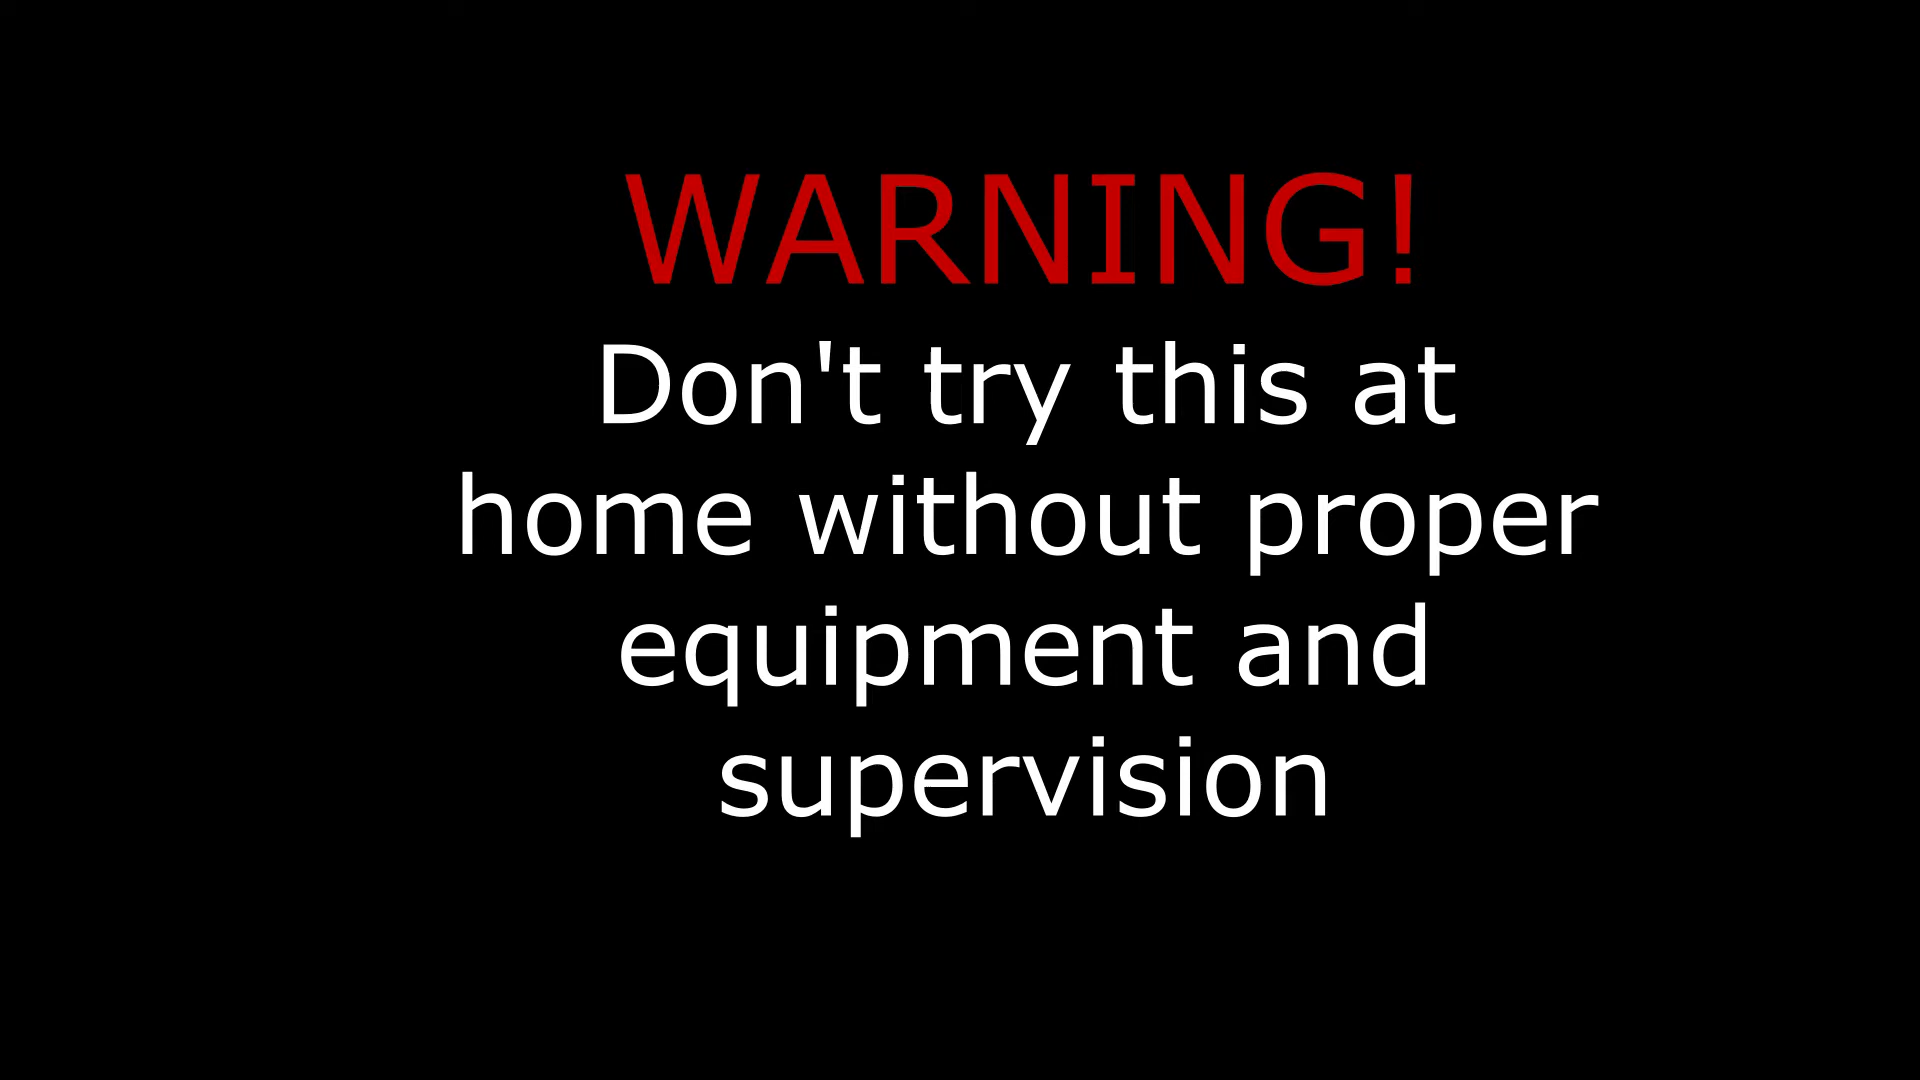 WARNING!
Don't try this at
home without proper
equipment and
supervision